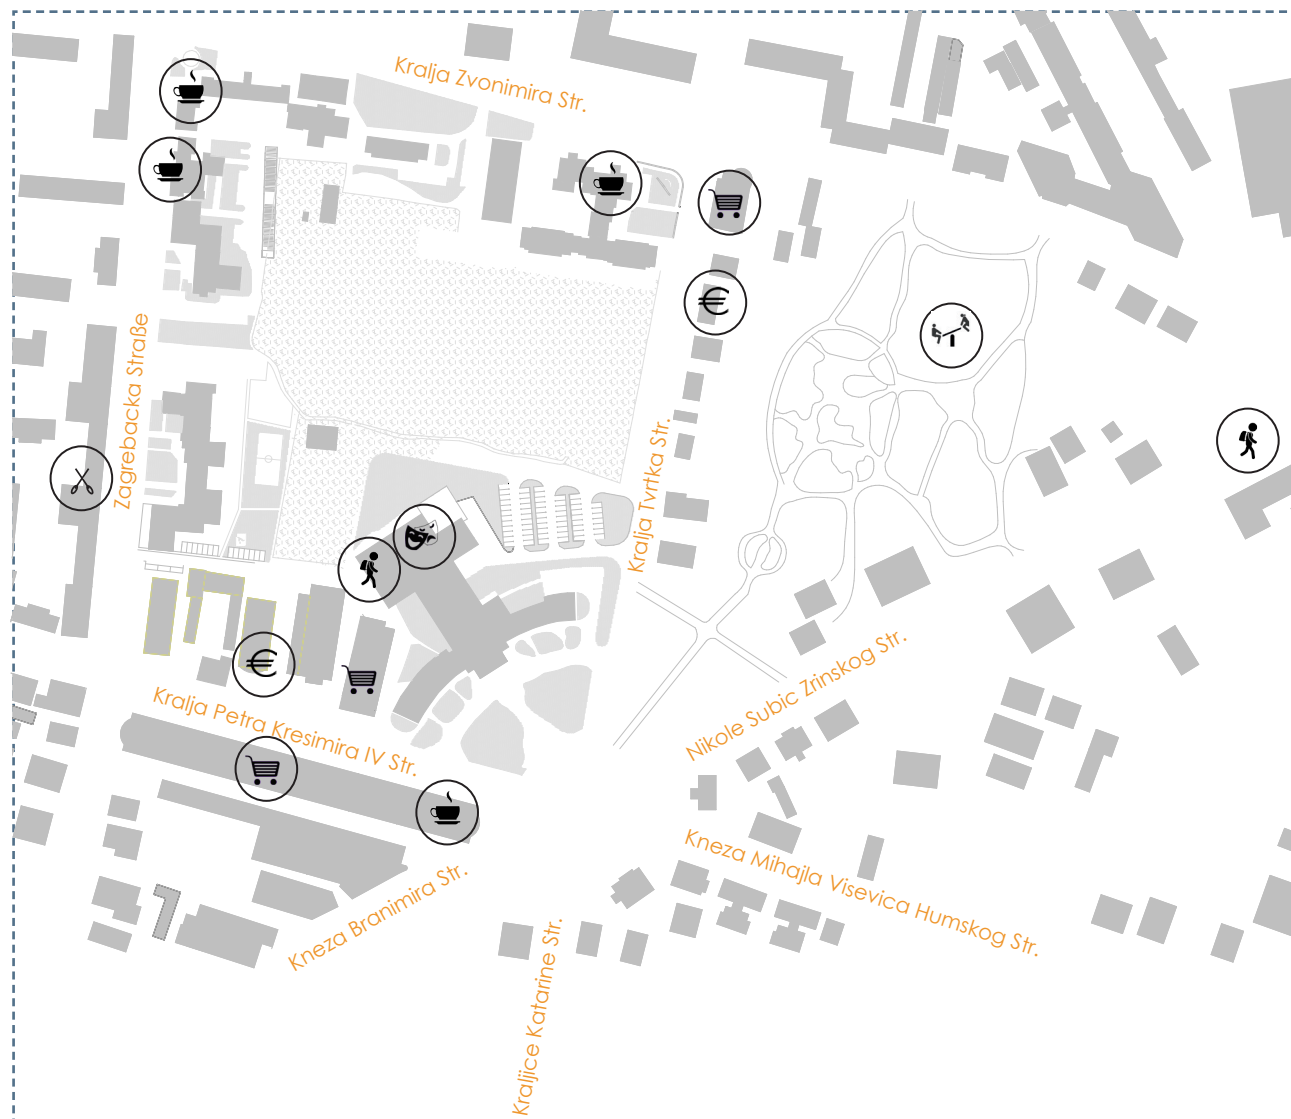 Kralja Zvonimira Str.
Zagrebacka Straße
€
Kralja Tvrtka Str.
€
Nikole Subic Zrinskog Str.
Kralja Petra Kresimira IV Str.
Kneza Mihajla Visevica Humskog Str.
Kneza Branimira Str.
Kraljice Katarine Str.